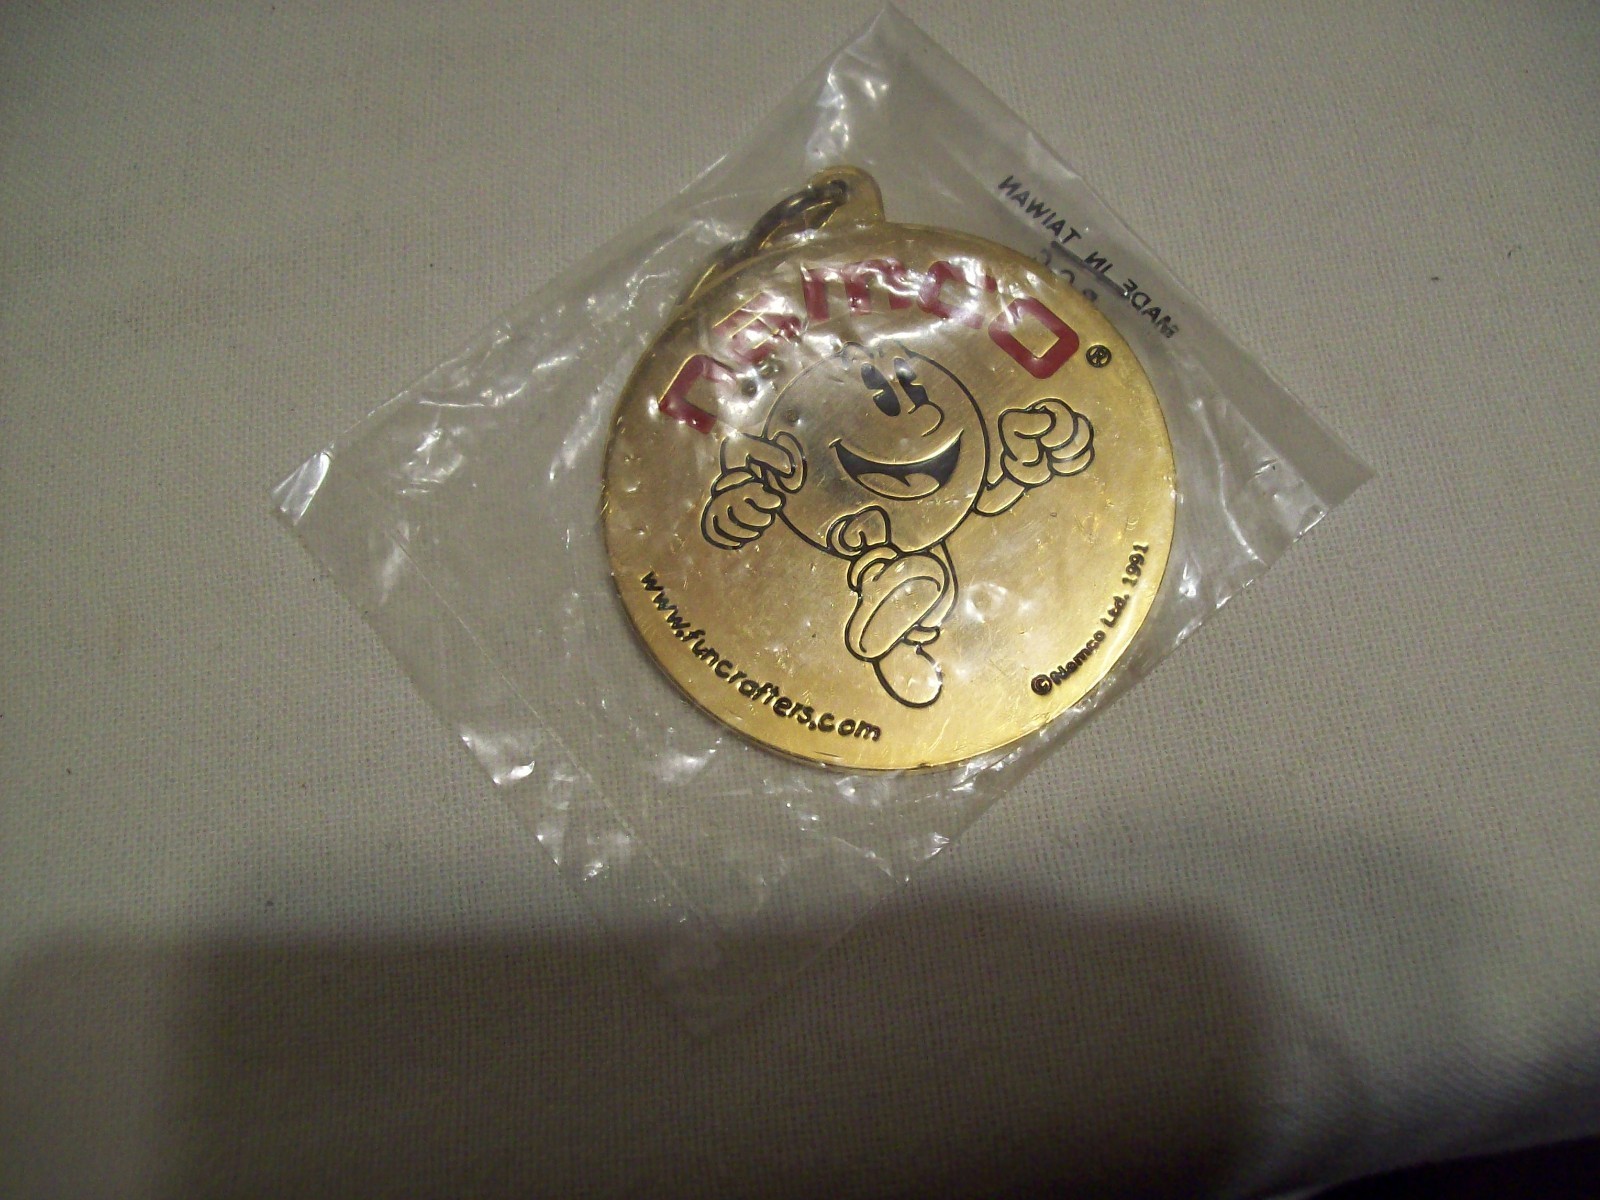 namco®
www.funcrafters.com
©Namco Ltd. 1991
MADE IN TAIWAN